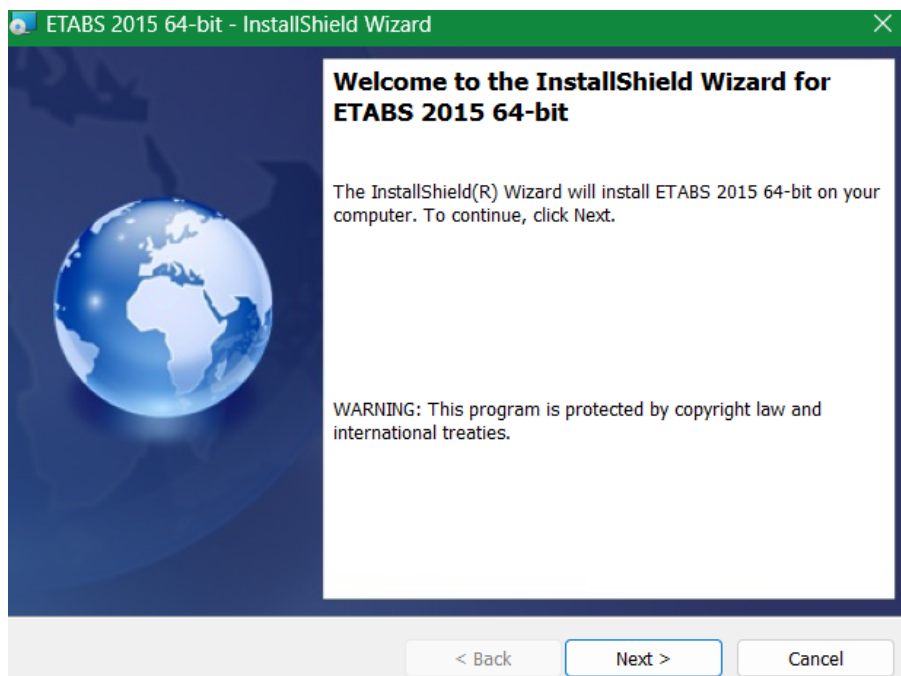 ETABS 2015 64-bit - InstallShield Wizard
Welcome to the InstallShield Wizard for
ETABS 2015 64-bit
The InstallShield(R) Wizard will install ETABS 2015 64-bit on your
computer. To continue, click Next.
WARNING: This program is protected by copyright law and
international treaties.
< Back Next > Cancel